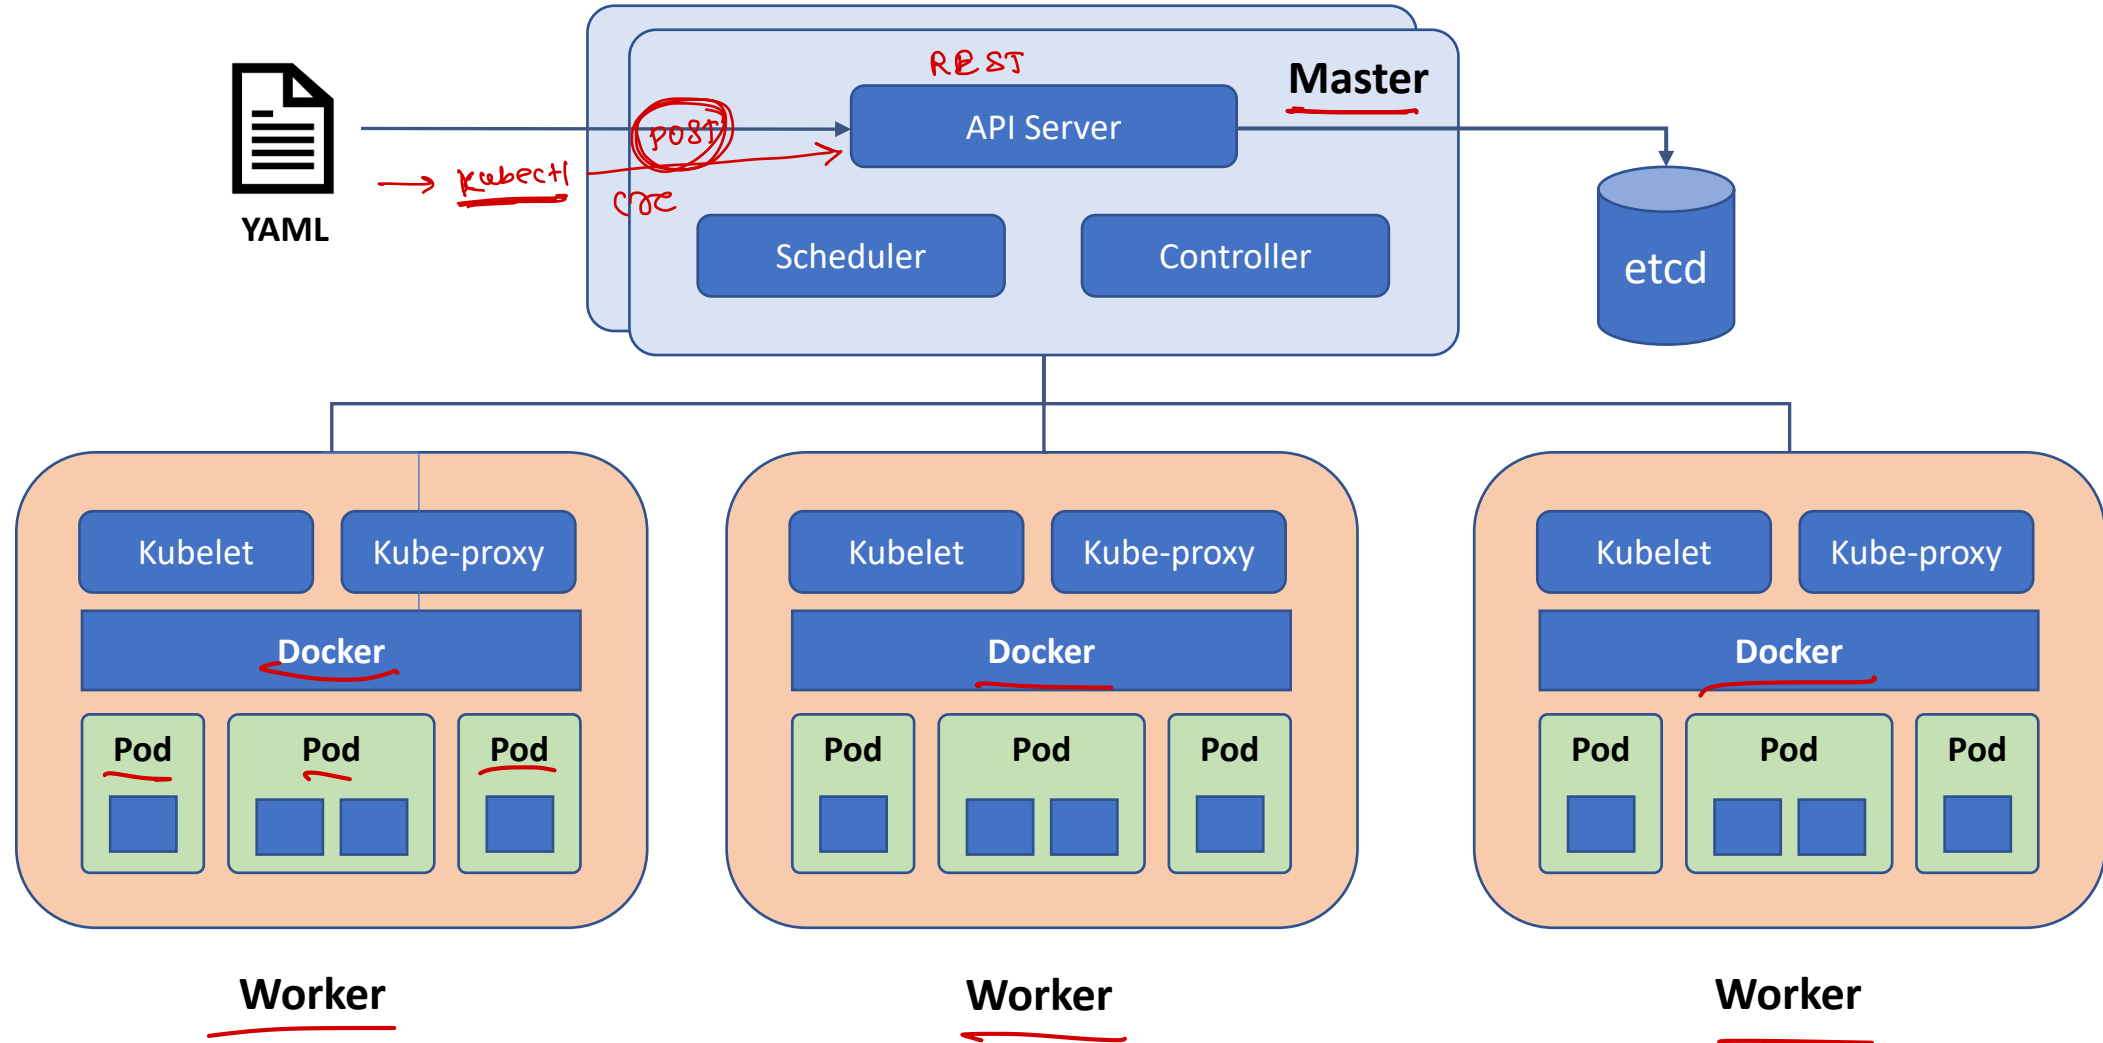 REST
Master
API Server
POST
kubectl
YAML
Scheduler
Controller
etcd
Kubelet
Kube-proxy
Docker
Pod
Pod
Pod
Worker
Kubelet
Kube-proxy
Docker
Pod
Pod
Pod
Worker
Kubelet
Kube-proxy
Docker
Pod
Pod
Pod
Worker